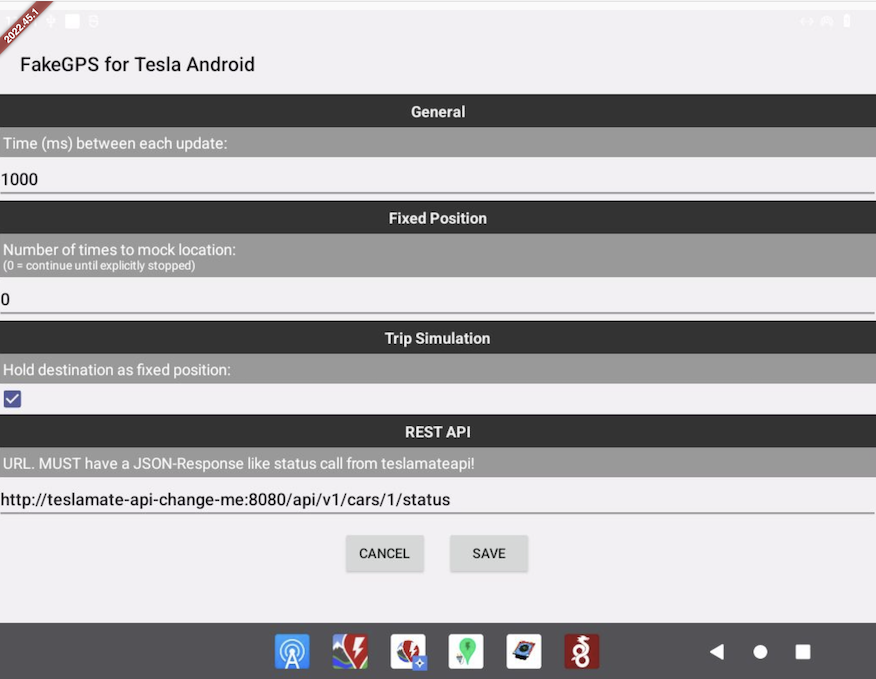 2022.45.1
FakeGPS for Tesla Android
General
Time (ms) between each update:
1000
Fixed Position
Number of times to mock location:
(0 = continue until explicitly stopped)
0
Trip Simulation
Hold destination as fixed position:
REST API
URL. MUST have a JSON-Response like status call from teslamateapi!
http://teslamate-api-change-me:8080/api/v1/cars/1/status
CANCEL SAVE